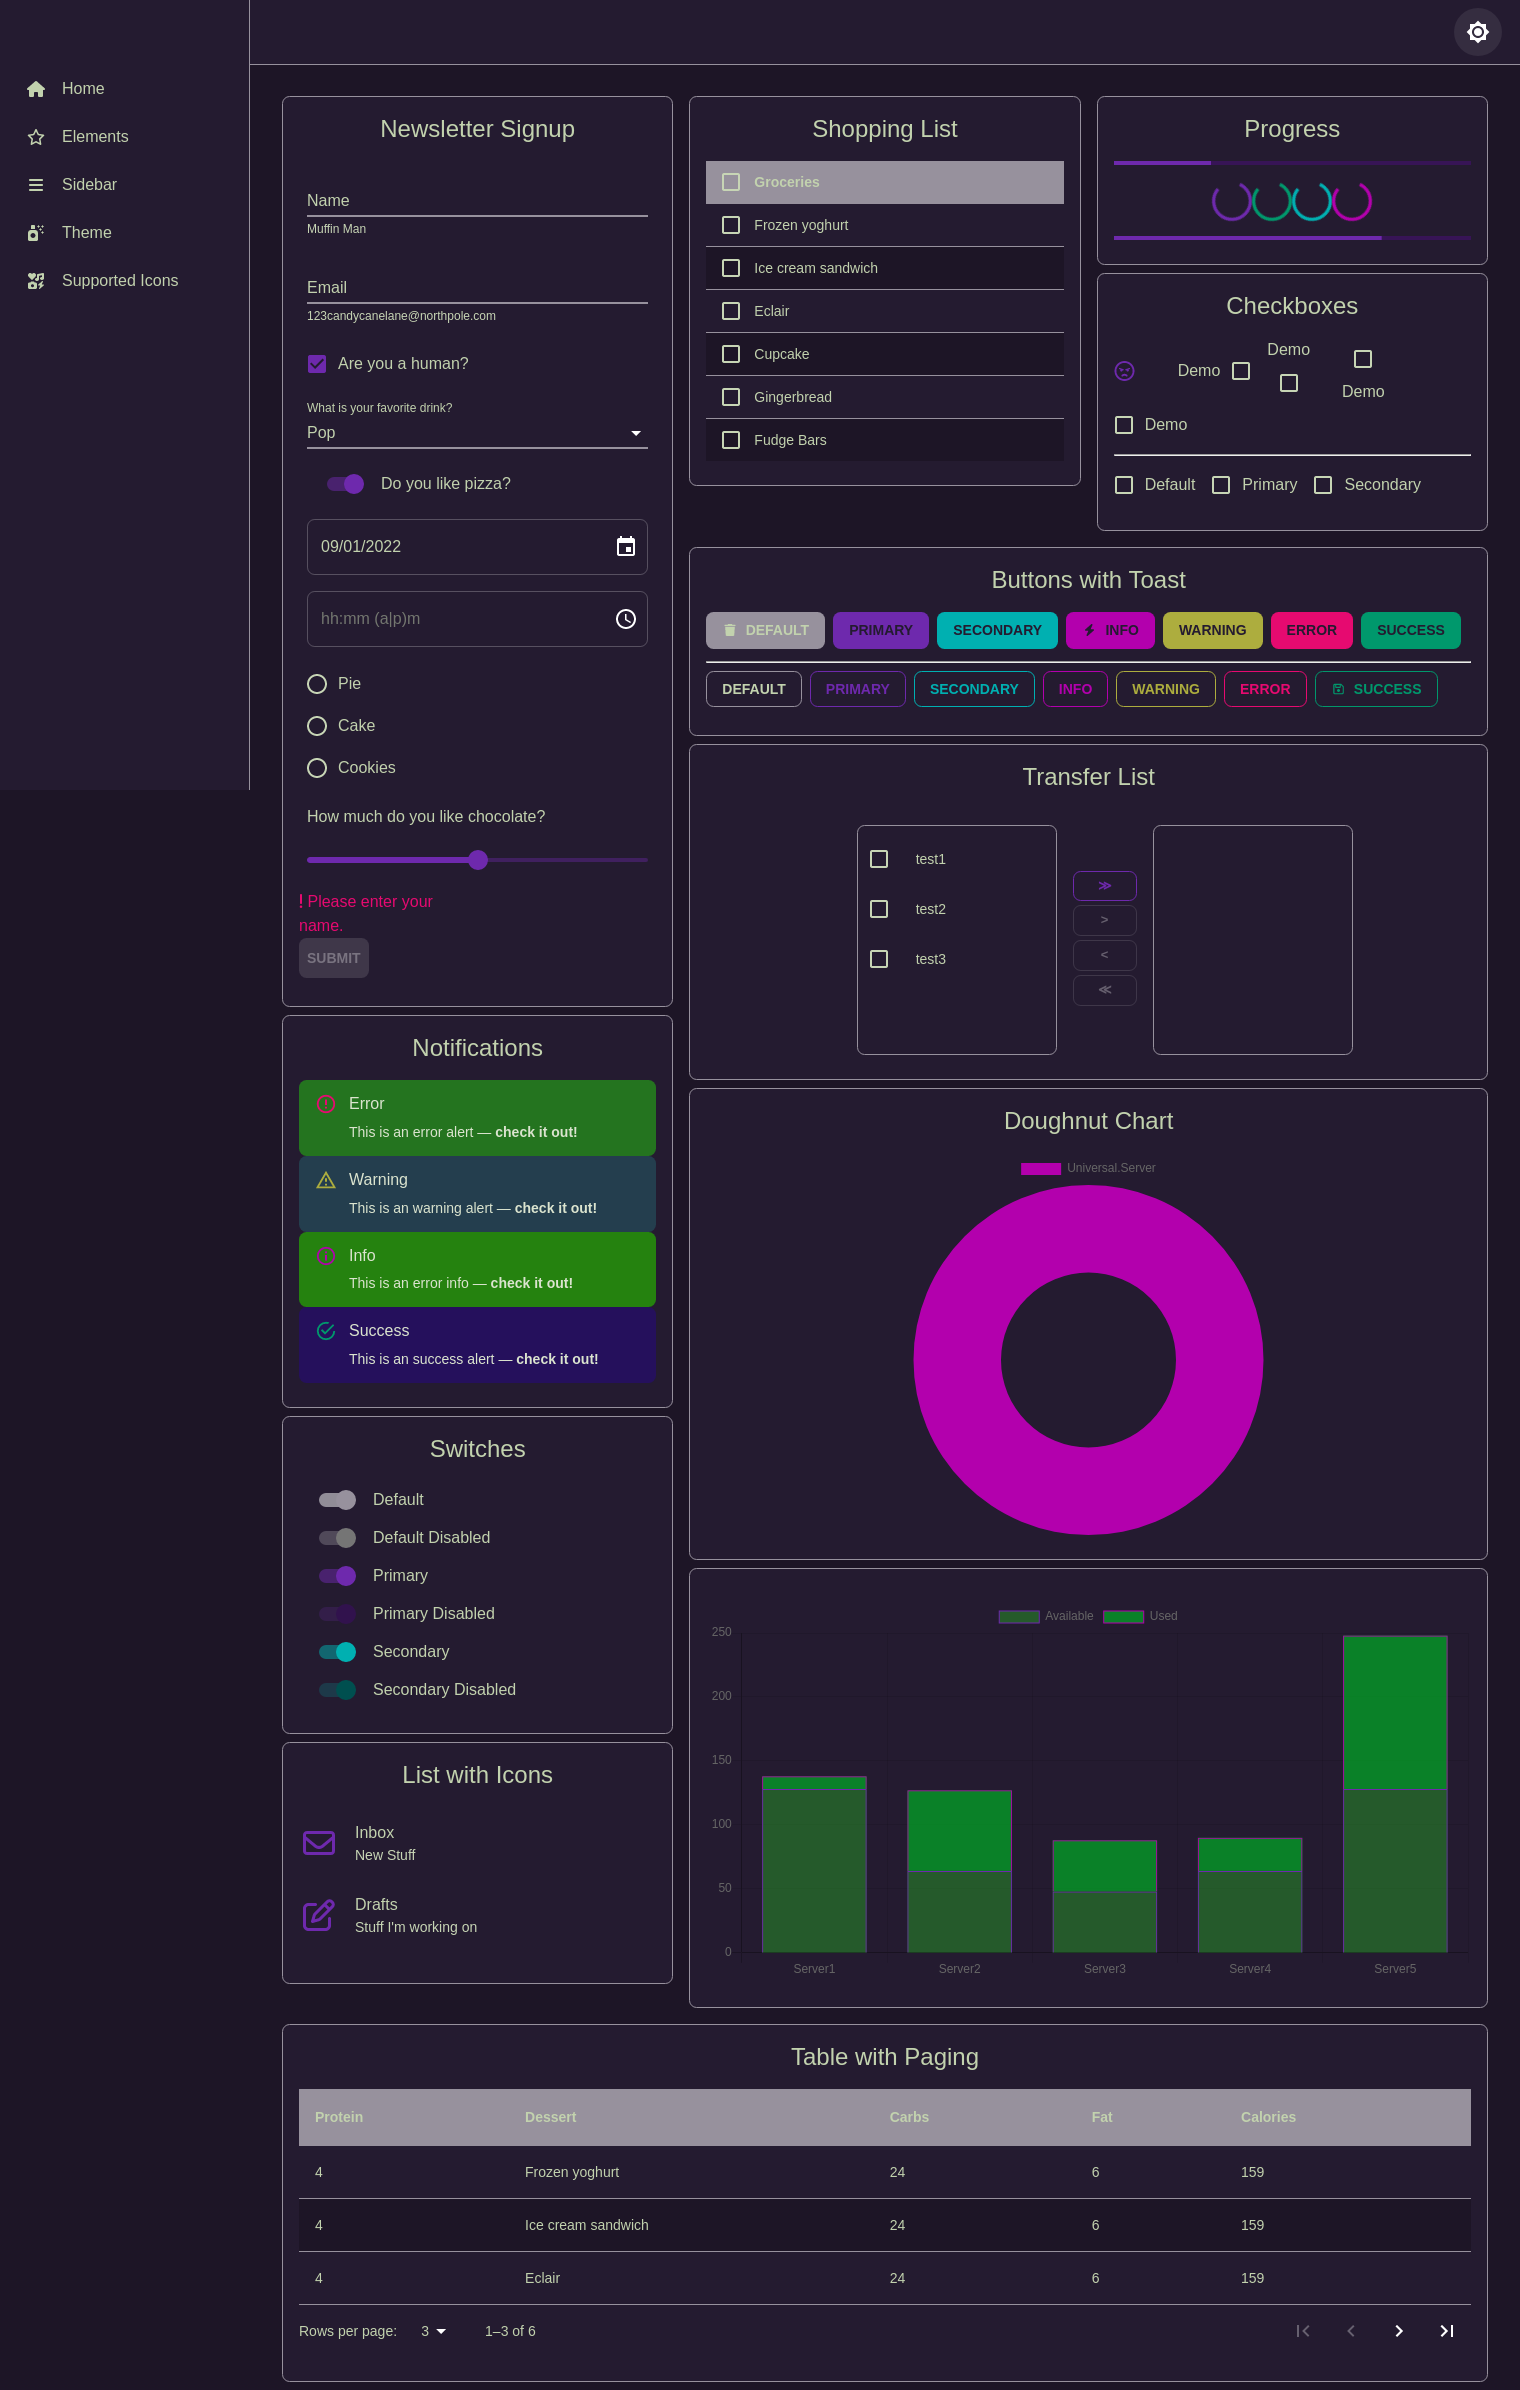 Home
Elements
Sidebar
Theme
Supported Icons
Newsletter Signup
Name
Muffin Man
Email
123candycanelane@northpole.com
Are you a human?
What is your favorite drink?
Pop
Do you like pizza?
09/01/2022
hh:mm (a|p)m
Pie
Cake
Cookies
How much do you like chocolate?
! Please enter your
name.
SUBMIT
Notifications
Error
This is an error alert — check it out!
Warning
This is an warning alert — check it out!
Info
This is an error info — check it out!
Success
This is an success alert — check it out!
Switches
Default
Default Disabled
Primary
Primary Disabled
Secondary
Secondary Disabled
List with Icons
Inbox
New Stuff
Drafts
Stuff I'm working on
Shopping List
Groceries
Frozen yoghurt
Ice cream sandwich
Eclair
Cupcake
Gingerbread
Fudge Bars
Progress
Checkboxes
Demo
Demo
Demo
Demo
Default Primary Secondary
Buttons with Toast
DEFAULT PRIMARY SECONDARY INFO WARNING ERROR SUCCESS
DEFAULT PRIMARY SECONDARY INFO WARNING ERROR SUCCESS
Transfer List
test1
test2
test3
≫
>
<
≪
Doughnut Chart
Universal.Server
Available Used
250
200
150
100
50
0
Server1 Server2 Server3 Server4 Server5
Table with Paging
Protein Dessert Carbs Fat Calories
4 Frozen yoghurt 24 6 159
4 Ice cream sandwich 24 6 159
4 Eclair 24 6 159
Rows per page: 3 1–3 of 6